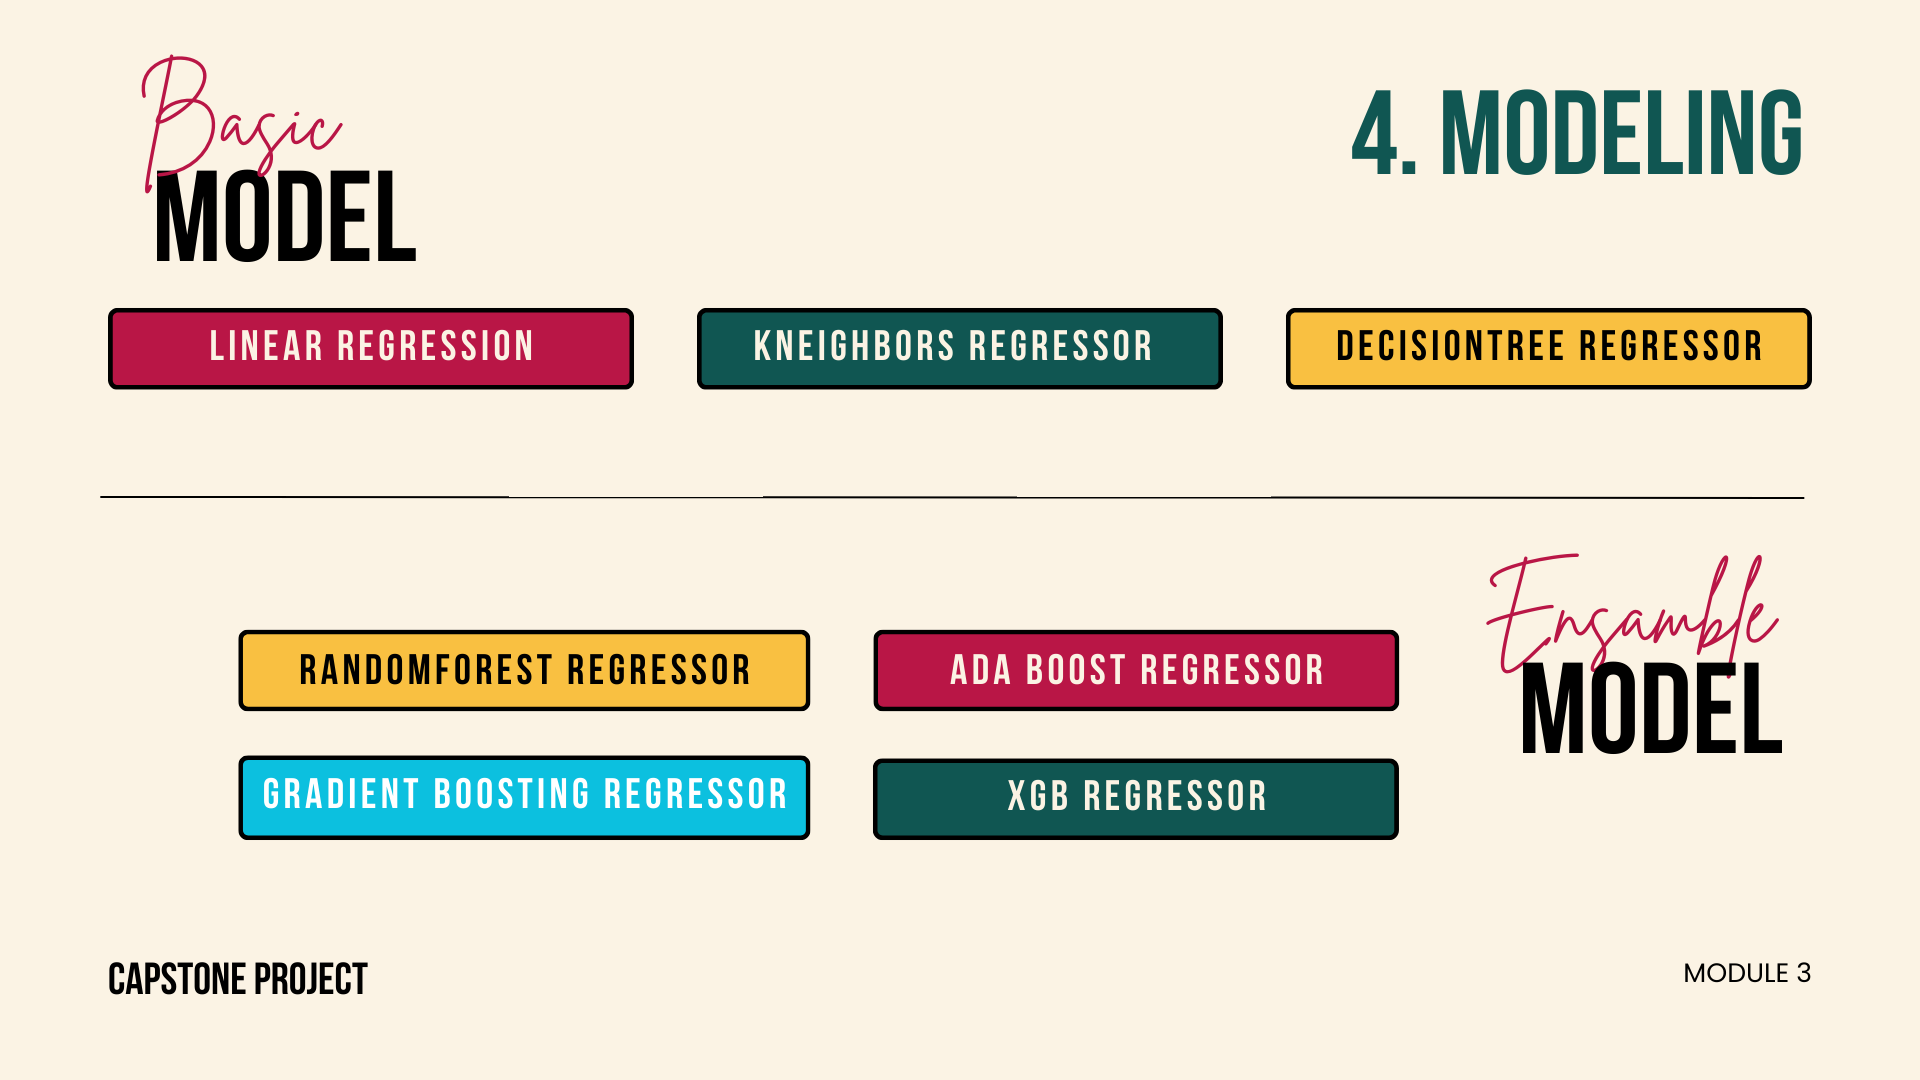 Basic
MODEL
4. MODELING
LINEAR REGRESSION
KNEIGHBORS REGRESSOR
DECISIONTREE REGRESSOR
Ensamble
MODEL
RANDOMFOREST REGRESSOR
ADA BOOST REGRESSOR
GRADIENT BOOSTING REGRESSOR
XGB REGRESSOR
CAPSTONE PROJECT
MODULE 3